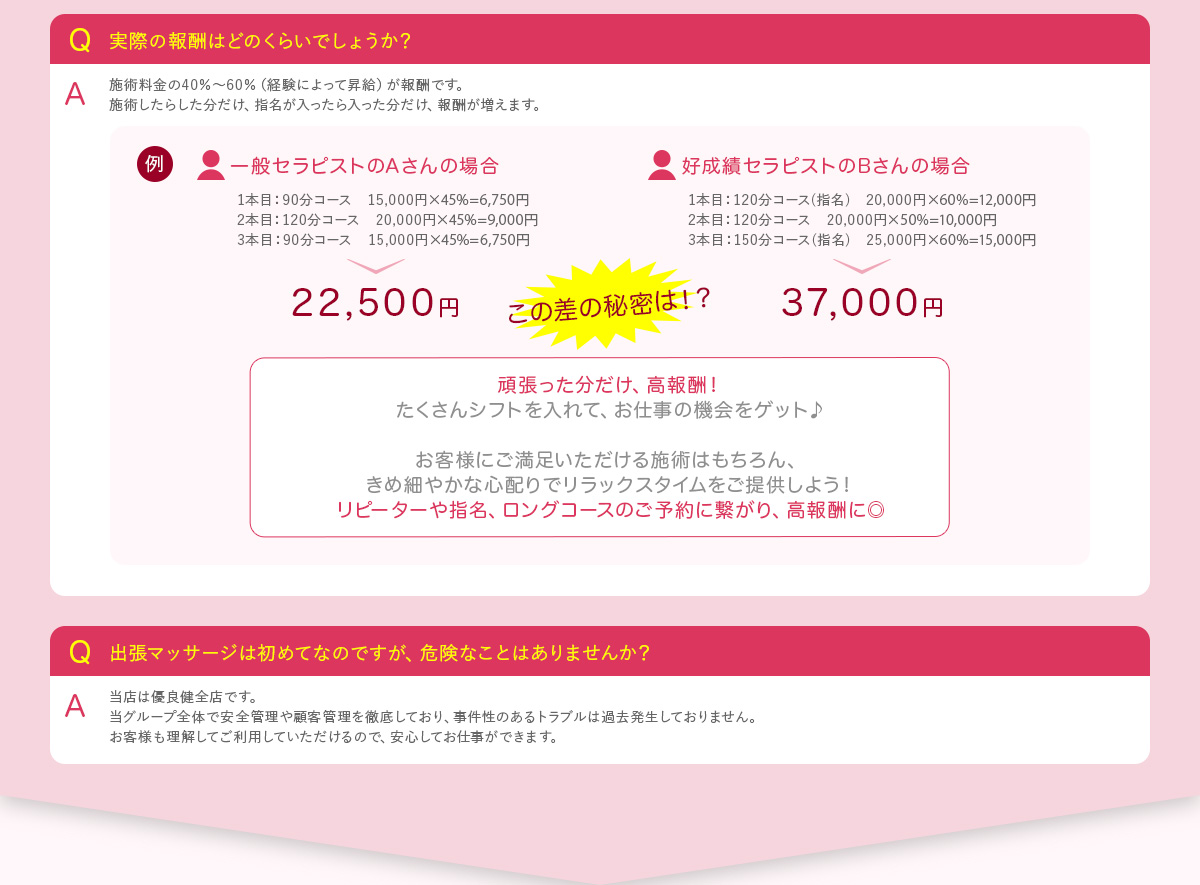 Q 実際の報酬はどのくらいでしょうか？
A 施術料金の40%～60%（経験によって昇給）が報酬です。
施術したらした分だけ、指名が入ったら入った分だけ、報酬が増えます。
例 一般セラピストのAさんの場合
1本目：90分コース　15,000円×45%=6,750円
2本目：120分コース　20,000円×45%=9,000円
3本目：90分コース　15,000円×45%=6,750円
22,500円
好成績セラピストのBさんの場合
1本目：120分コース（指名）　20,000円×60%=12,000円
2本目：120分コース　20,000円×50%=10,000円
3本目：150分コース（指名）　25,000円×60%=15,000円
37,000円
この差の秘密は！？
頑張った分だけ、高報酬！
たくさんシフトを入れて、お仕事の機会をゲット♪
お客様にご満足いただける施術はもちろん、
きめ細やかな心配りでリラックスタイムをご提供しよう！
リピーターや指名、ロングコースのご予約に繋がり、高報酬に◎
Q 出張マッサージは初めてなのですが、危険なことはありませんか？
A 当店は優良健全店です。
当グループ全体で安全管理や顧客管理を徹底しており、事件性のあるトラブルは過去発生しておりません。
お客様も理解してご利用していただけるので、安心してお仕事ができます。